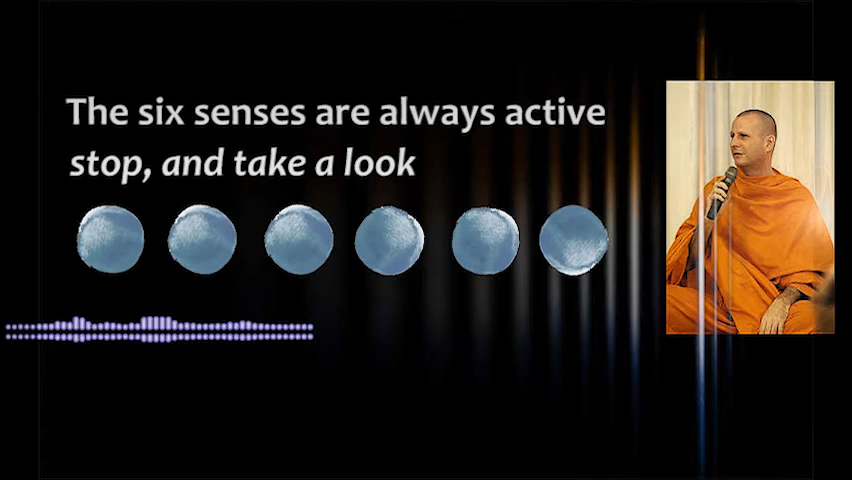 The six senses are always active
stop, and take a look